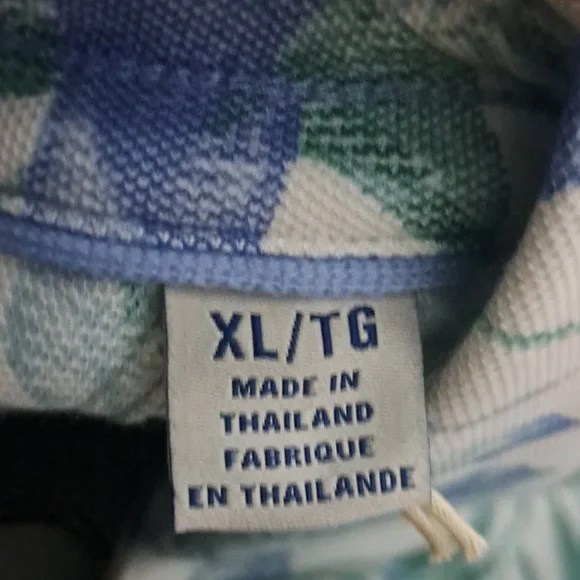 XL/TG
MADE IN
THAILAND
FABRIQUE
EN THAILANDE